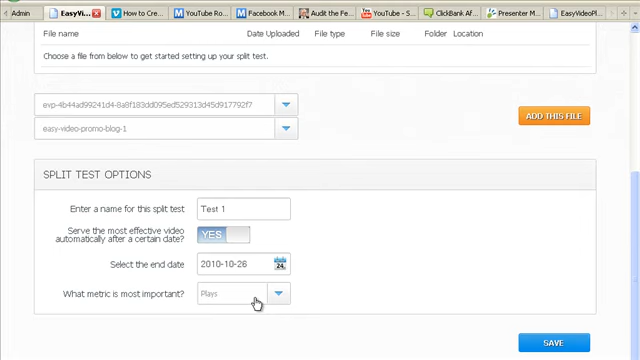 Admin EasyVi... How to Cre... YouTube Ro... Facebook M... Audit the Fe... YouTube - S... ClickBank Af... Presenter M... EasyVideoPl...
File name Date Uploaded File type File size Folder Location
Choose a file from below to get started setting up your split test.
evp-4b44ad99241d4-8a8f183dd095ed529313d45d917792f7
ADD THIS FILE
easy-video-promo-blog-1
SPLIT TEST OPTIONS
Enter a name for this split test Test 1
Serve the most effective video
automatically after a certain date? YES
Select the end date 2010-10-26 24
What metric is most important? Plays
SAVE